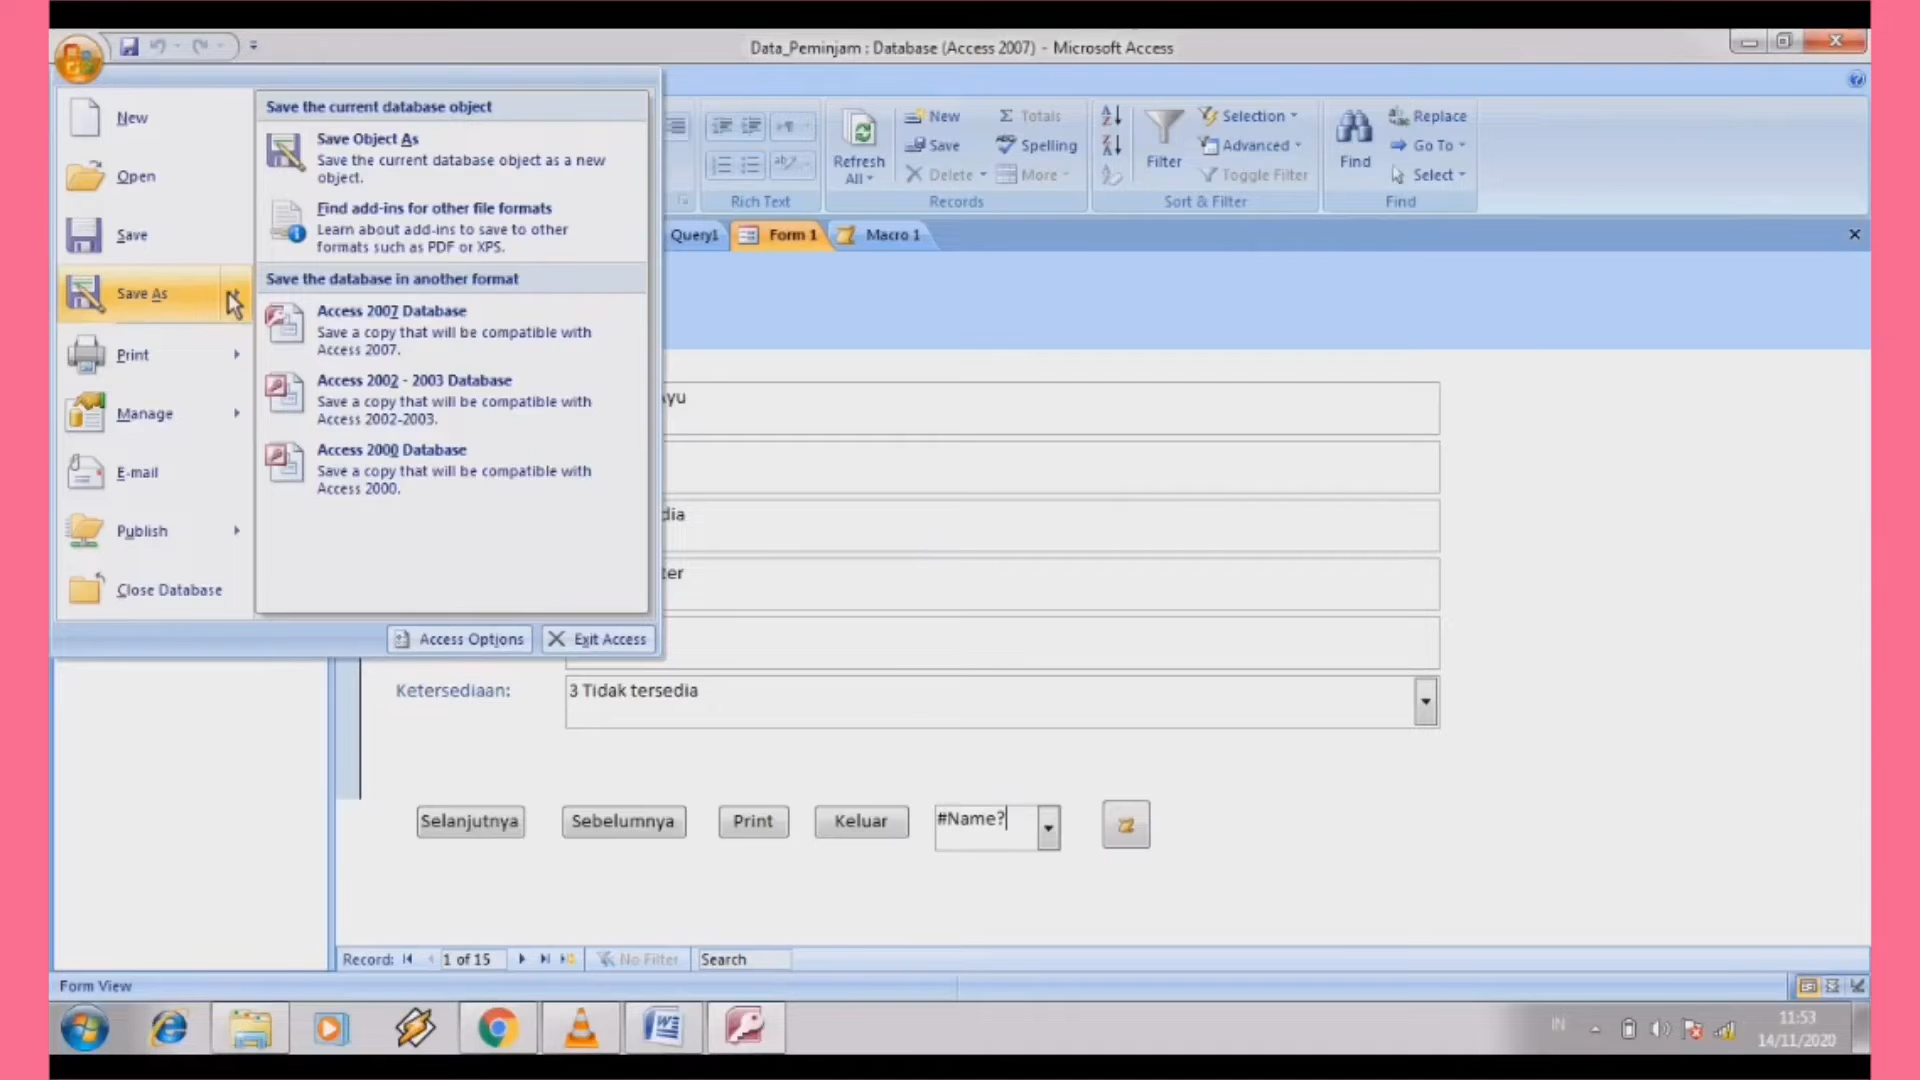 Data_Peminjam : Database (Access 2007) - Microsoft Access
New
Open
Save
Save As
Print
Manage
E-mail
Publish
Close Database
Save the current database object
Save Object As
Save the current database object as a new
object.
Find add-ins for other file formats
Learn about add-ins to save to other
formats such as PDF or XPS.
Save the database in another format
Access 2007 Database
Save a copy that will be compatible with
Access 2007.
Access 2002 - 2003 Database
Save a copy that will be compatible with
Access 2002-2003.
Access 2000 Database
Save a copy that will be compatible with
Access 2000.
Access Options
Exit Access
Rich Text
Refresh
All
New
Save
Delete
Totals
Spelling
More
Records
Filter
Selection
Advanced
Toggle Filter
Sort & Filter
Find
Replace
Go To
Select
Find
Query1
Form 1
Macro 1
yu
dia
ter
Ketersediaan:
3 Tidak tersedia
Selanjutnya
Sebelumnya
Print
Keluar
#Name?
Record:
1 of 15
No Filter
Search
Form View
IN
11:53
14/11/2020